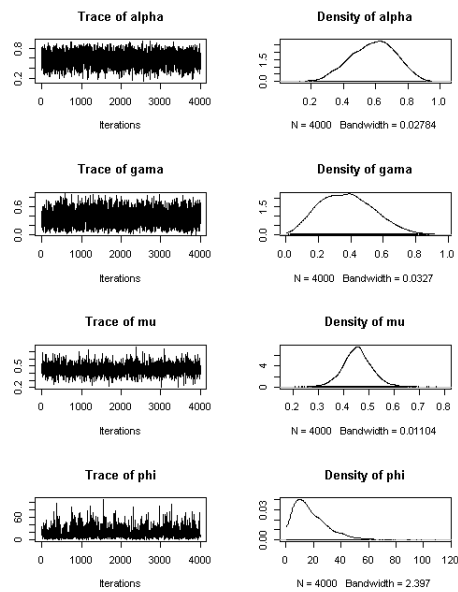 Trace of alpha
0.2 0.8
0 1000 2000 3000 4000
Iterations
Density of alpha
0.0 1.5
0.2 0.4 0.6 0.8 1.0
N = 4000 Bandwidth = 0.02784
Trace of gama
0.0 0.6
0 1000 2000 3000 4000
Iterations
Density of gama
0.0 1.5
0.0 0.2 0.4 0.6 0.8 1.0
N = 4000 Bandwidth = 0.0327
Trace of mu
0.2 0.5
0 1000 2000 3000 4000
Iterations
Density of mu
0 4
0.2 0.3 0.4 0.5 0.6 0.7 0.8
N = 4000 Bandwidth = 0.01104
Trace of phi
0 60
0 1000 2000 3000 4000
Iterations
Density of phi
0.00 0.03
0 20 40 60 80 100 120
N = 4000 Bandwidth = 2.397